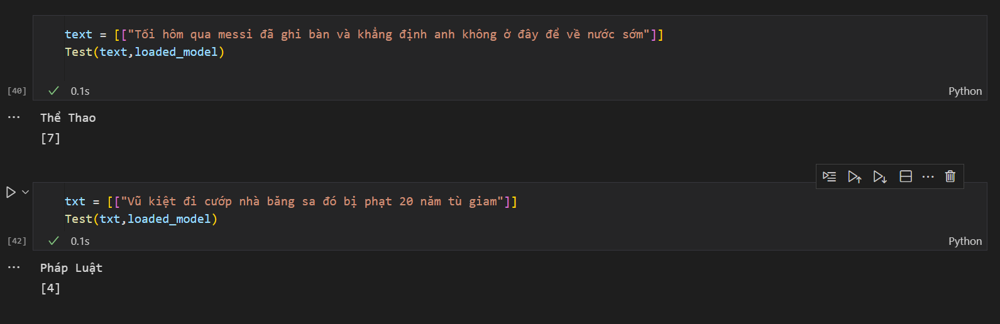 text = [["Tối hôm qua messi đã ghi bàn và khẳng định anh không ở đây để về nước sớm"]]
Test(text,loaded_model)
[40]
0.1s
Python
Thể Thao
[7]
txt = [["Vũ kiệt đi cướp nhà băng sa đó bị phạt 20 năm tù giam"]]
Test(txt,loaded_model)
[42]
0.1s
Python
Pháp Luật
[4]